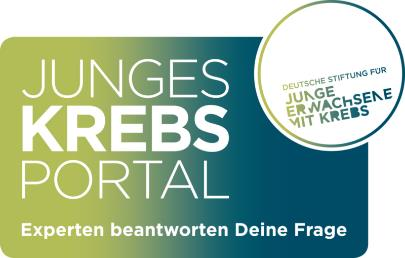 JUNGES
KREBS
PORTAL
Experten beantworten Deine Frage
DEUTSCHE STIFTUNG FÜR
JUNGE
ERWACHSENE
MIT KREBS